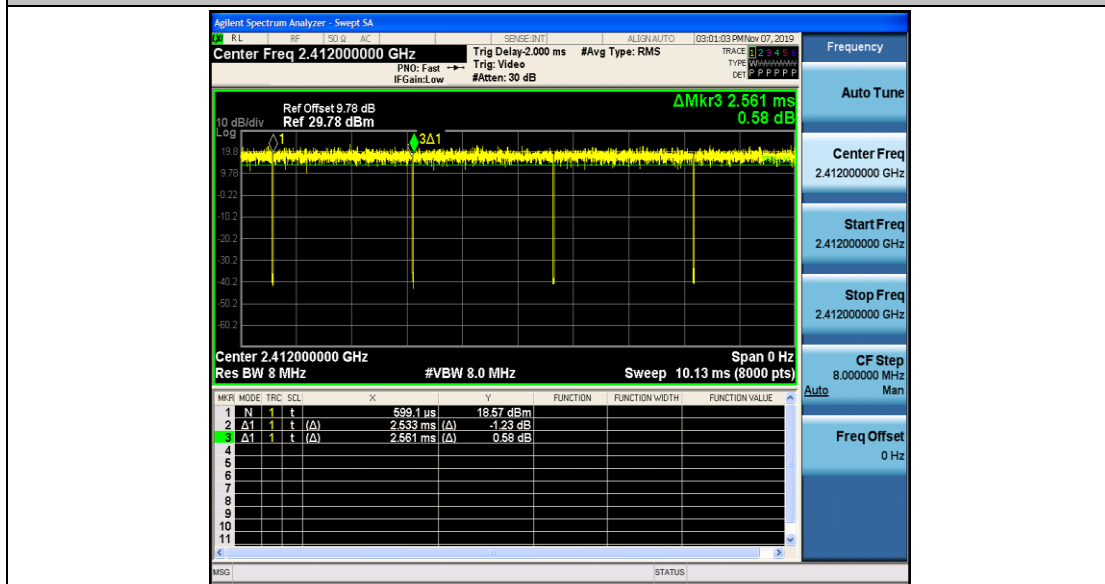 Agilent Spectrum Analyzer - Swept SA
RL RF 50 Ω AC SENSE:INT ALIGNAUTO 03:01:03 PM Nov 07, 2019
Center Freq 2.412000000 GHz
PNO: Fast
IFGain:Low
Trig Delay-2.000 ms
Trig: Video
#Atten: 30 dB
#Avg Type: RMS
TRACE 1 2 3 4 5 6
TYPE
DET P P P P P P
ΔMkr3 2.561 ms
0.58 dB
Ref Offset 9.78 dB
10 dB/div Ref 29.78 dBm
Log
1
3Δ1
19.8
9.78
-0.22
-10.2
-20.2
-30.2
-40.2
-50.2
-60.2
Center 2.412000000 GHz Span 0 Hz
Res BW 8 MHz #VBW 8.0 MHz Sweep 10.13 ms (8000 pts)
MKR MODE TRC SCL X Y FUNCTION FUNCTION WIDTH FUNCTION VALUE
1 N 1 t 599.1 µs 18.57 dBm
2 Δ1 1 t (Δ) 2.533 ms (Δ) -1.23 dB
3 Δ1 1 t (Δ) 2.561 ms (Δ) 0.58 dB
4
5
6
7
8
9
10
11
MSG STATUS
Frequency
Auto Tune
Center Freq
2.412000000 GHz
Start Freq
2.412000000 GHz
Stop Freq
2.412000000 GHz
CF Step
8.000000 MHz
Auto Man
Freq Offset
0 Hz